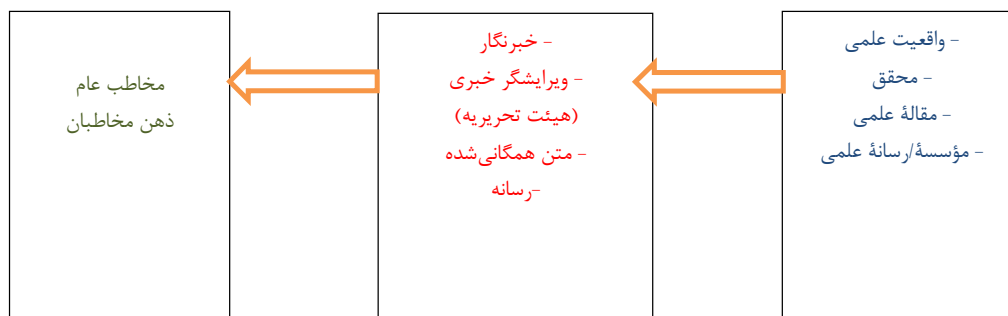 - واقعیت علمی
- محقق
- مقالهٔ علمی
- مؤسسهٔ/رسانهٔ علمی
- خبرنگار
- ویرایشگر خبری
(هیئت تحریریه)
- متن همگانی‌شده
-رسانه
مخاطب عام
ذهن مخاطبان